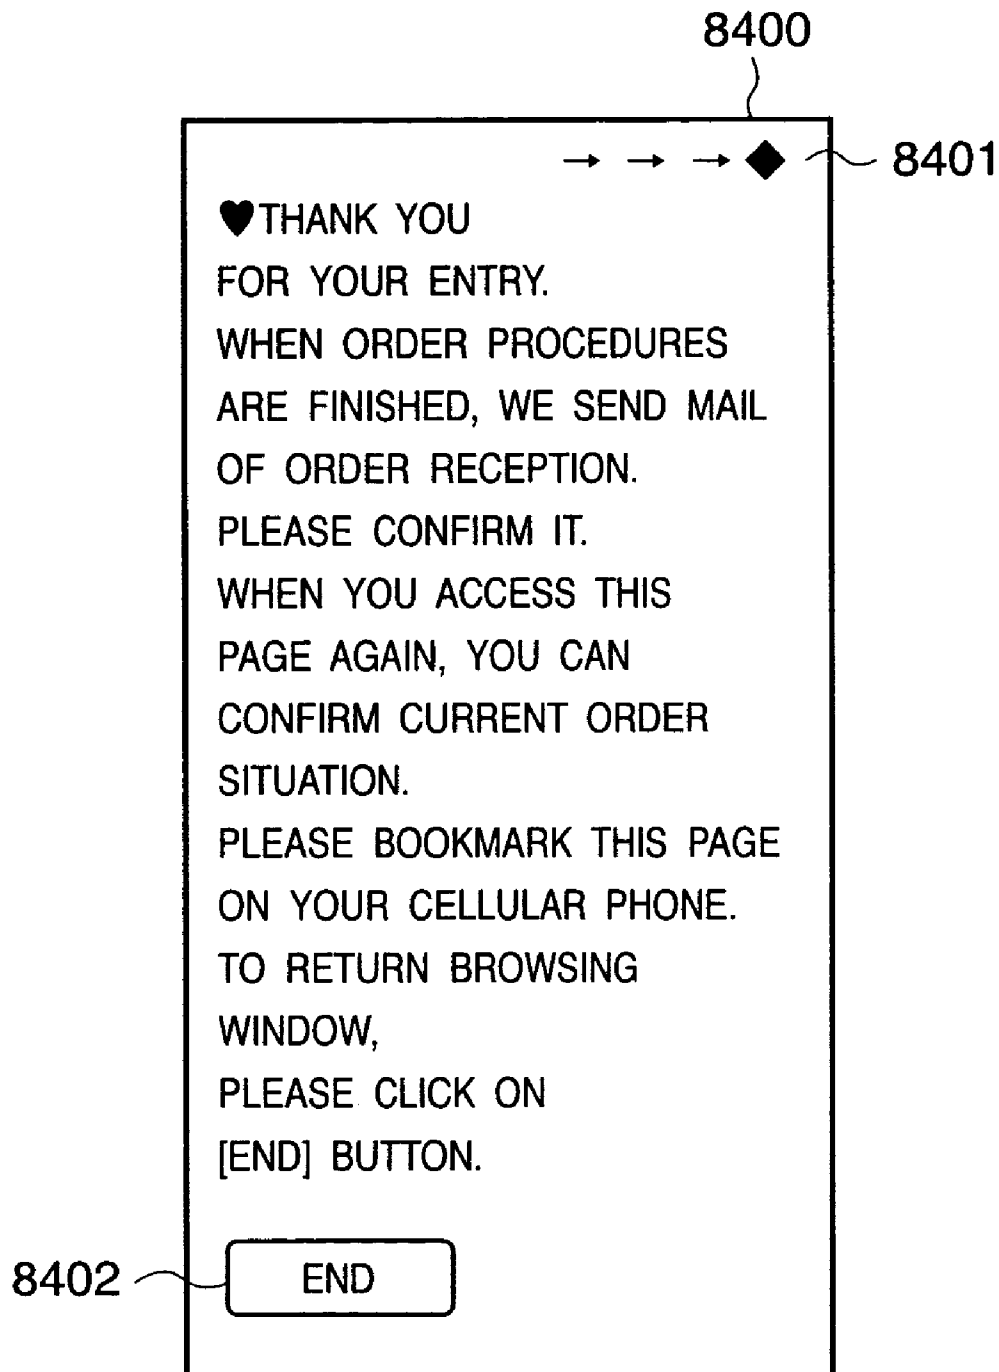 8400
→ → →◆ 8401
♥THANK YOU
FOR YOUR ENTRY.
WHEN ORDER PROCEDURES
ARE FINISHED, WE SEND MAIL
OF ORDER RECEPTION.
PLEASE CONFIRM IT.
WHEN YOU ACCESS THIS
PAGE AGAIN, YOU CAN
CONFIRM CURRENT ORDER
SITUATION.
PLEASE BOOKMARK THIS PAGE
ON YOUR CELLULAR PHONE.
TO RETURN BROWSING
WINDOW,
PLEASE CLICK ON
[END] BUTTON.
8402 END